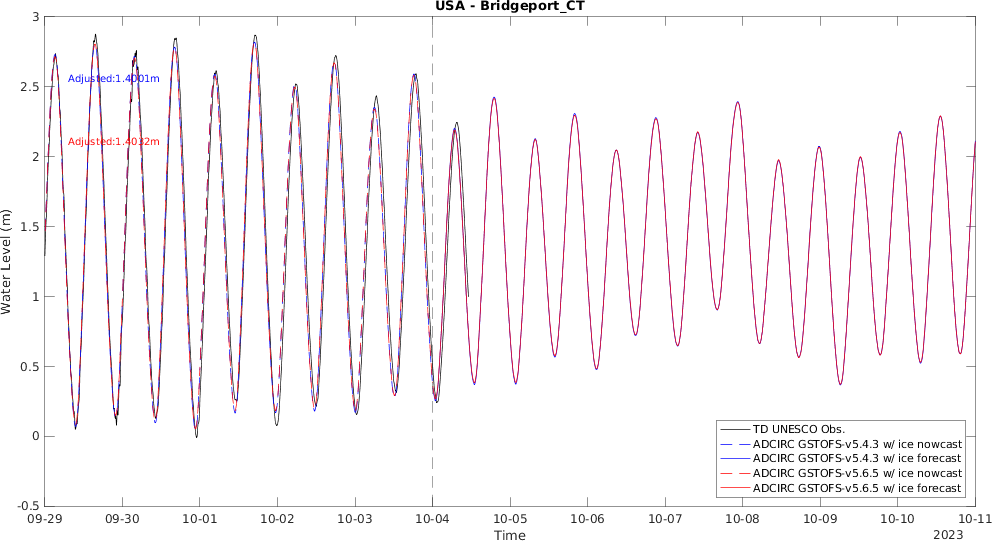 USA - Bridgeport_CT
3
2.5
2
1.5
1
0.5
0
-0.5
Water Level (m)
Adjusted:1.4001m
Adjusted:1.4032m
TD UNESCO Obs.
ADCIRC GSTOFS-v5.4.3 w/ ice nowcast
ADCIRC GSTOFS-v5.4.3 w/ ice forecast
ADCIRC GSTOFS-v5.6.5 w/ ice nowcast
ADCIRC GSTOFS-v5.6.5 w/ ice forecast
09-29 09-30 10-01 10-02 10-03 10-04 10-05 10-06 10-07 10-08 10-09 10-10 10-11
Time
2023